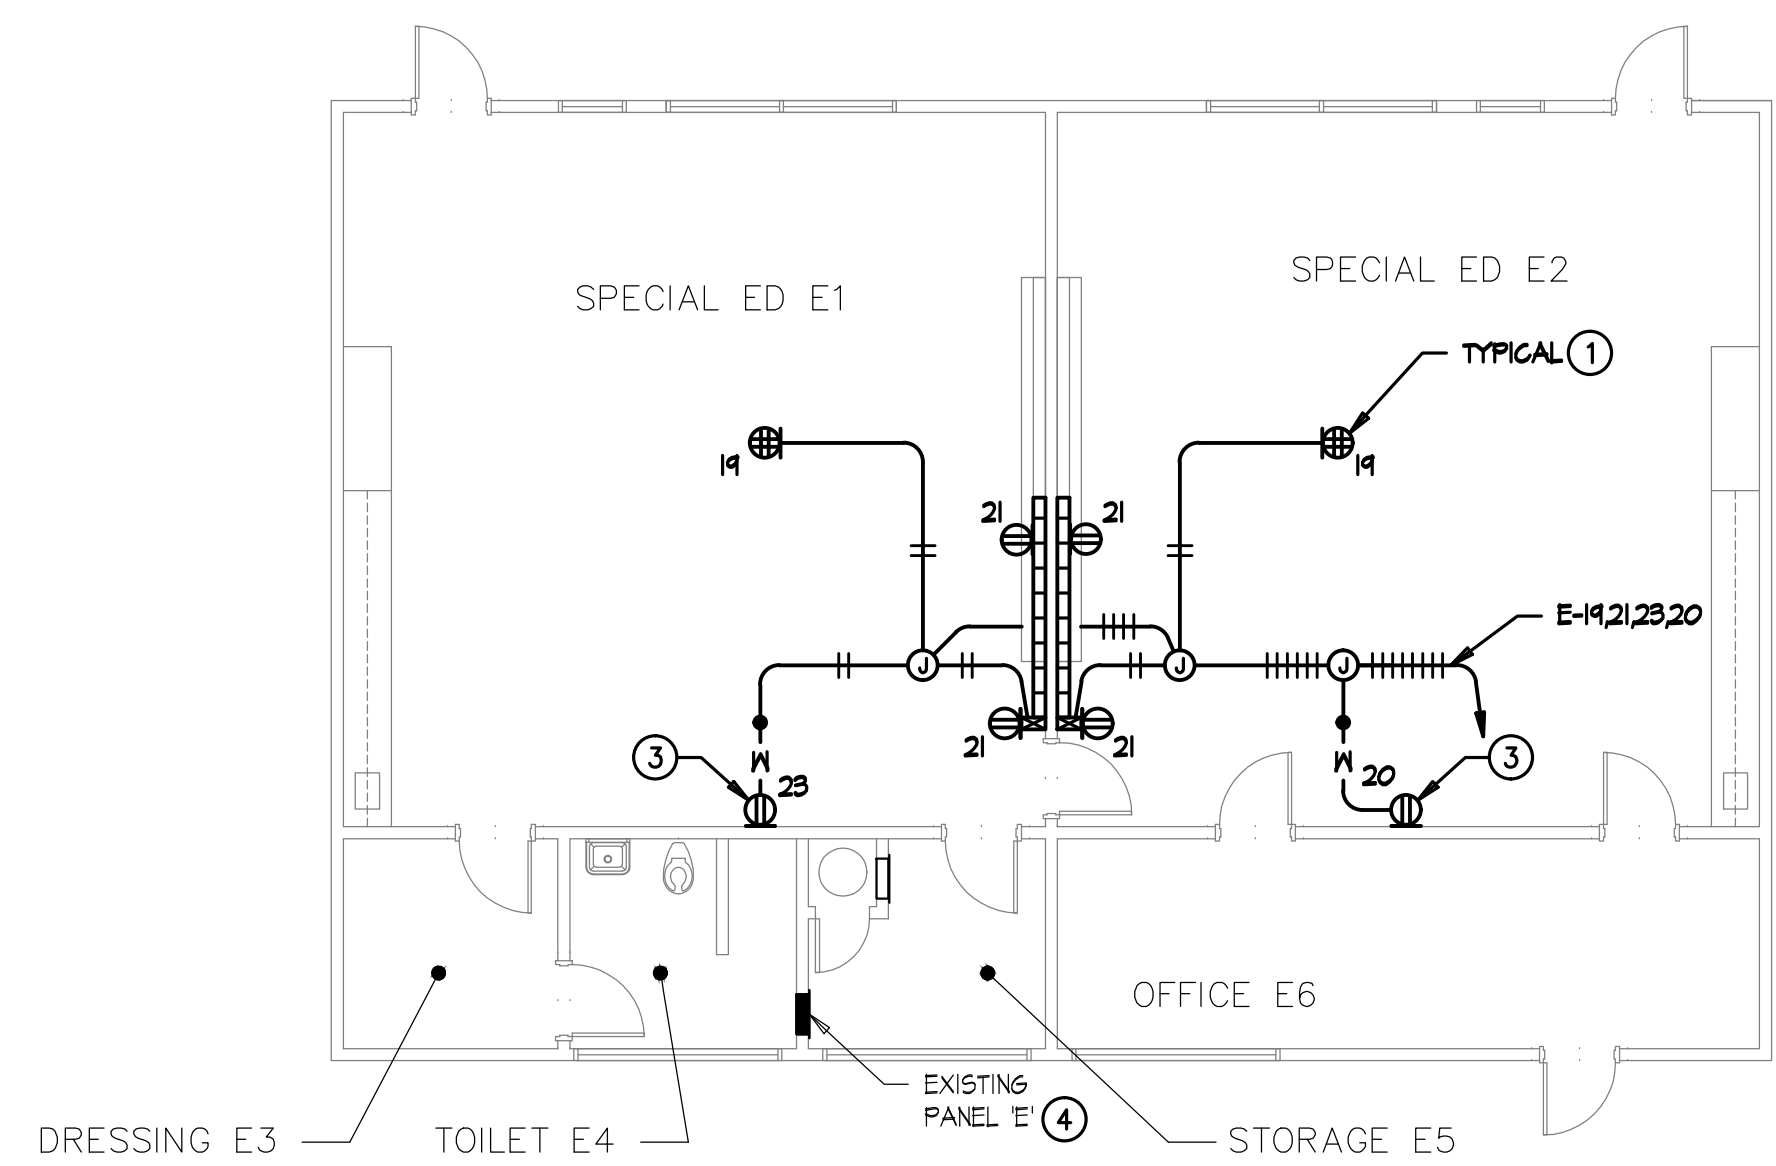 SPECIAL ED E2
SPECIAL ED E1
TYPICAL 1
19
19
21
21
E-19,21,23,20
J
J
J
21
21
3
W
23
W
20
3
OFFICE E6
EXISTING
PANEL 'E' 4
DRESSING E3
TOILET E4
STORAGE E5